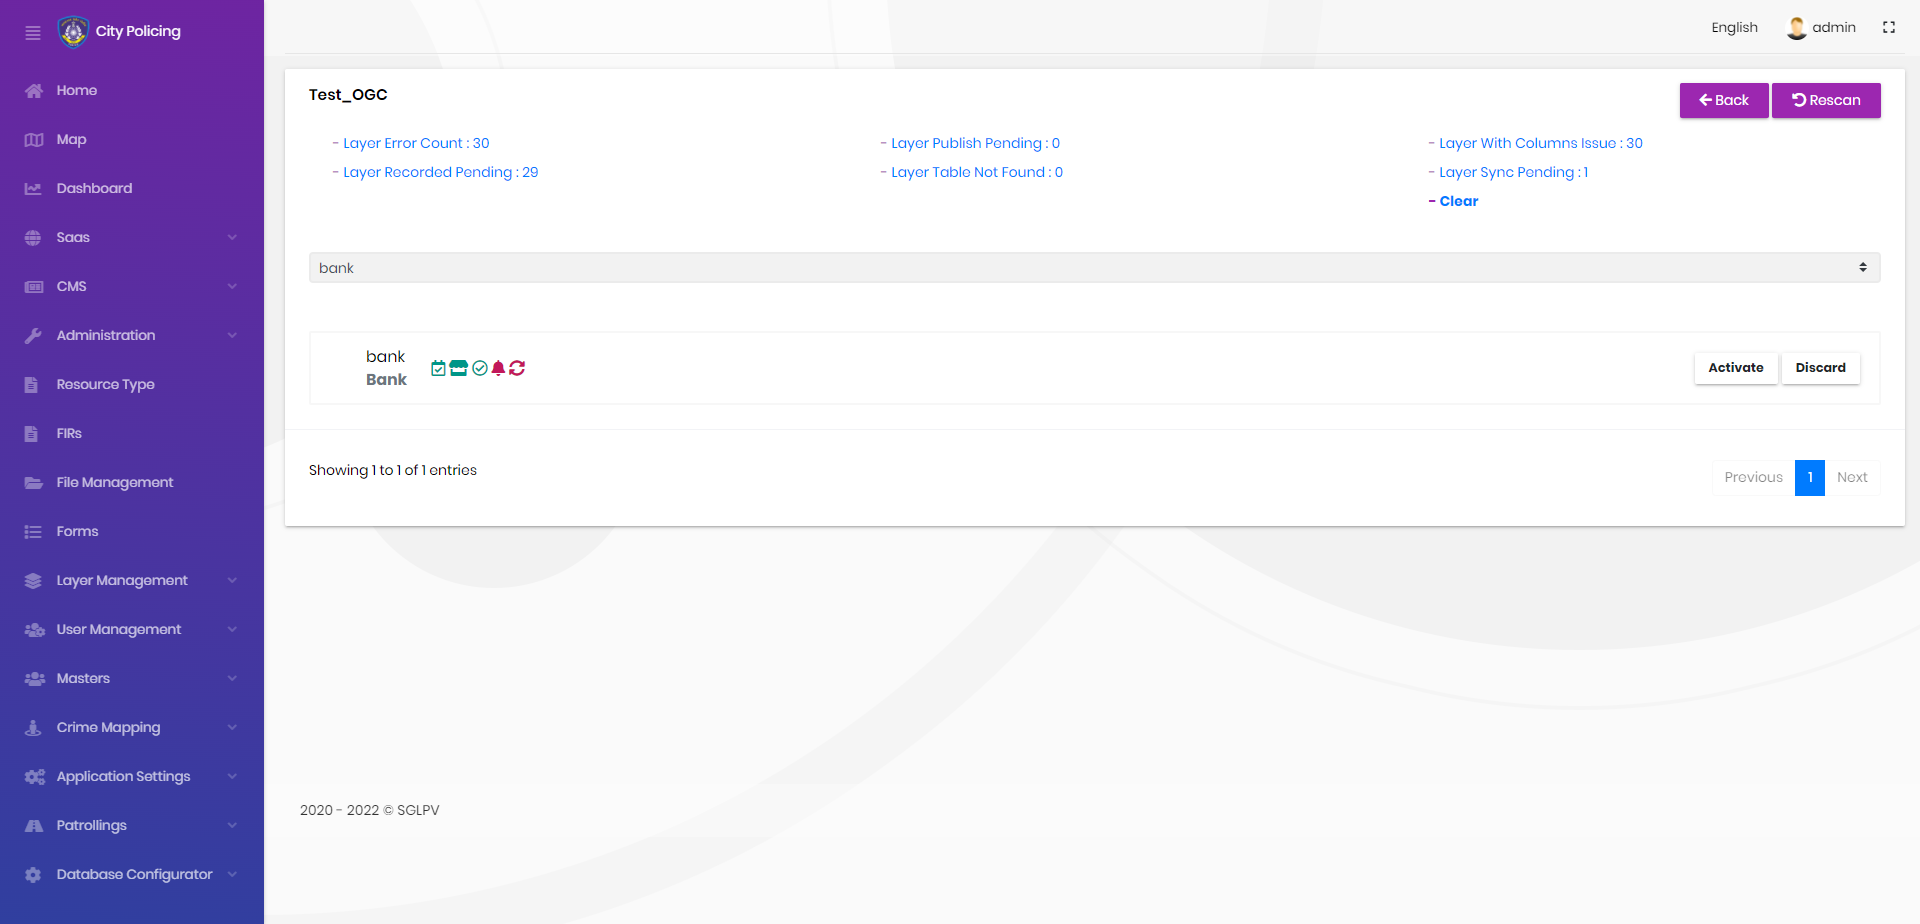 City Policing
English
admin
Home
Map
Dashboard
Saas
CMS
Administration
Resource Type
FIRs
File Management
Forms
Layer Management
User Management
Masters
Crime Mapping
Application Settings
Patrollings
Database Configurator
Test_OGC
Back
Rescan
- Layer Error Count : 30
- Layer Publish Pending : 0
- Layer With Columns Issue : 30
- Layer Recorded Pending : 29
- Layer Table Not Found : 0
- Layer Sync Pending : 1
- Clear
bank
bank
Bank
Activate
Discard
Showing 1 to 1 of 1 entries
Previous
1
Next
2020 - 2022 © SGLPV